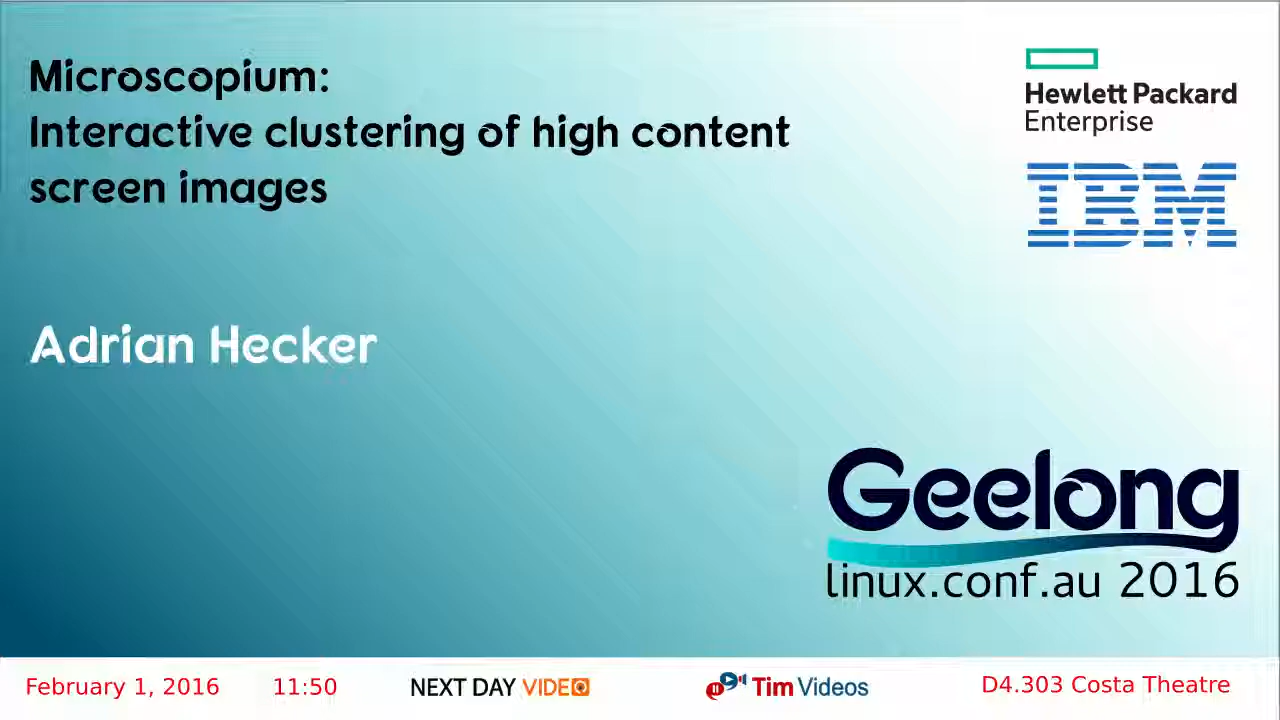 Microscopium:
Interactive clustering of high content
screen images
Adrian Hecker
Hewlett Packard
Enterprise
IBM
Geelong
linux.conf.au 2016
February 1, 2016
11:50
NEXT DAY VIDEO
Tim Videos
D4.303 Costa Theatre